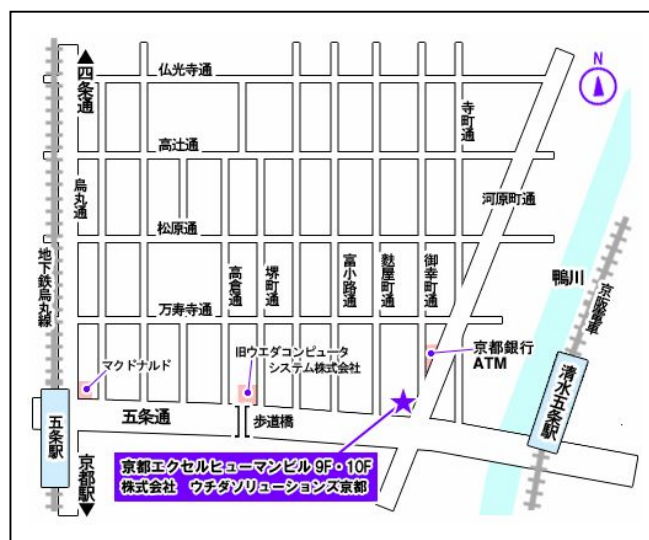 N
▲四条通
仏光寺通
寺町通
高辻通
烏丸通
河原町通
松原通
地下鉄烏丸線
高倉通
堺町通
富小路通
麩屋町通
御幸町通
鴨川
京阪電車
万寿寺通
マクドナルド
旧ウエダコンピュータ
システム株式会社
京都銀行
ATM
五条駅
五条通
歩道橋
清水五条駅
京都駅▼
京都エクセルヒューマンビル 9F・10F
株式会社 ウチダソリューションズ京都